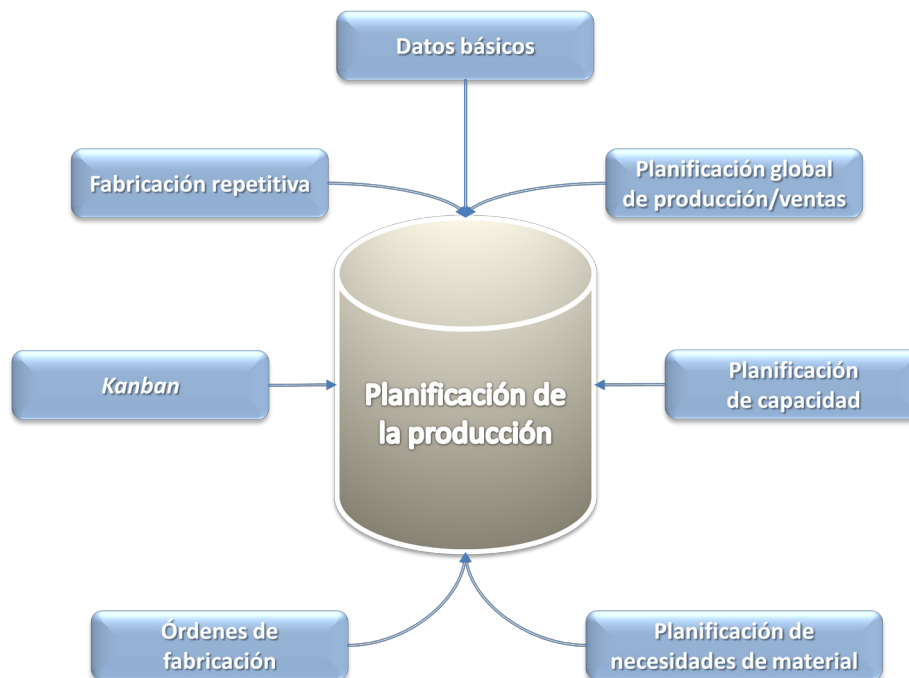 Datos básicos
Fabricación repetitiva
Planificación global
de producción/ventas
Kanban
Planificación de
la producción
Planificación
de capacidad
Órdenes de
fabricación
Planificación de
necesidades de material